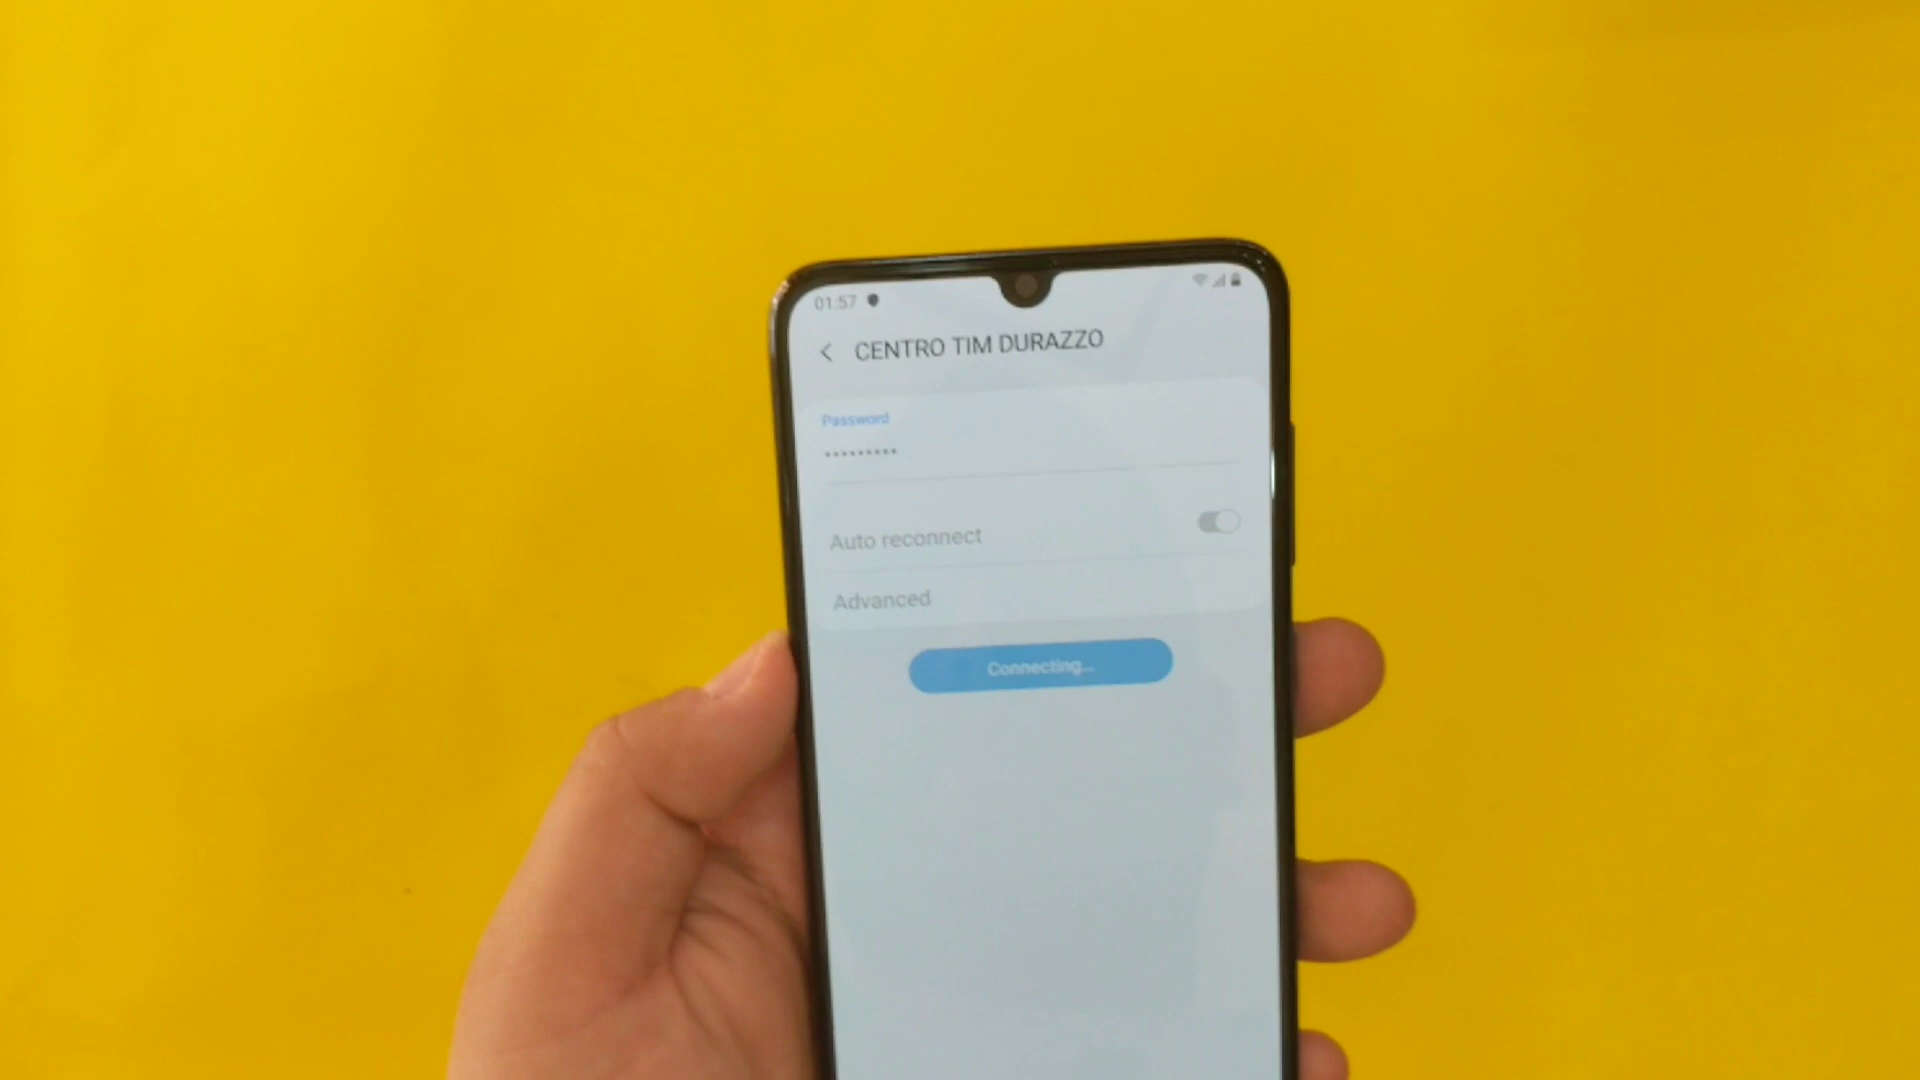 01:57
CENTRO TIM DURAZZO
Password
•••••••••
Auto reconnect
Advanced
Connecting...